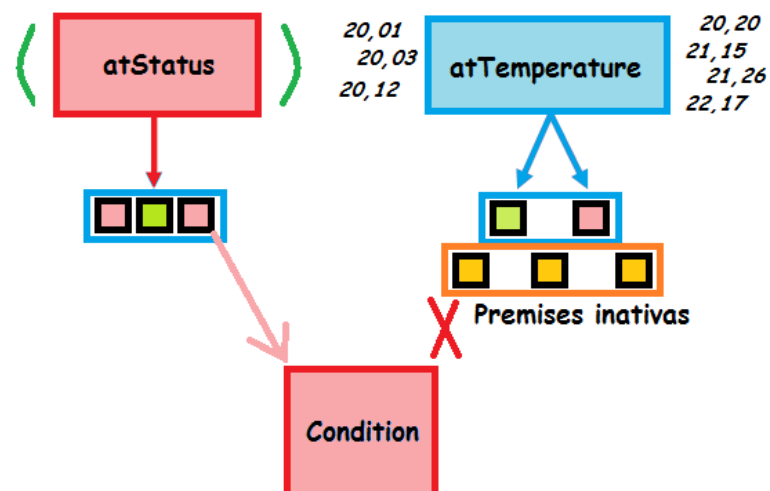 atStatus
20,01
20,03
20,12
atTemperature
20,20
21,15
21,26
22,17
Premises inativas
Condition